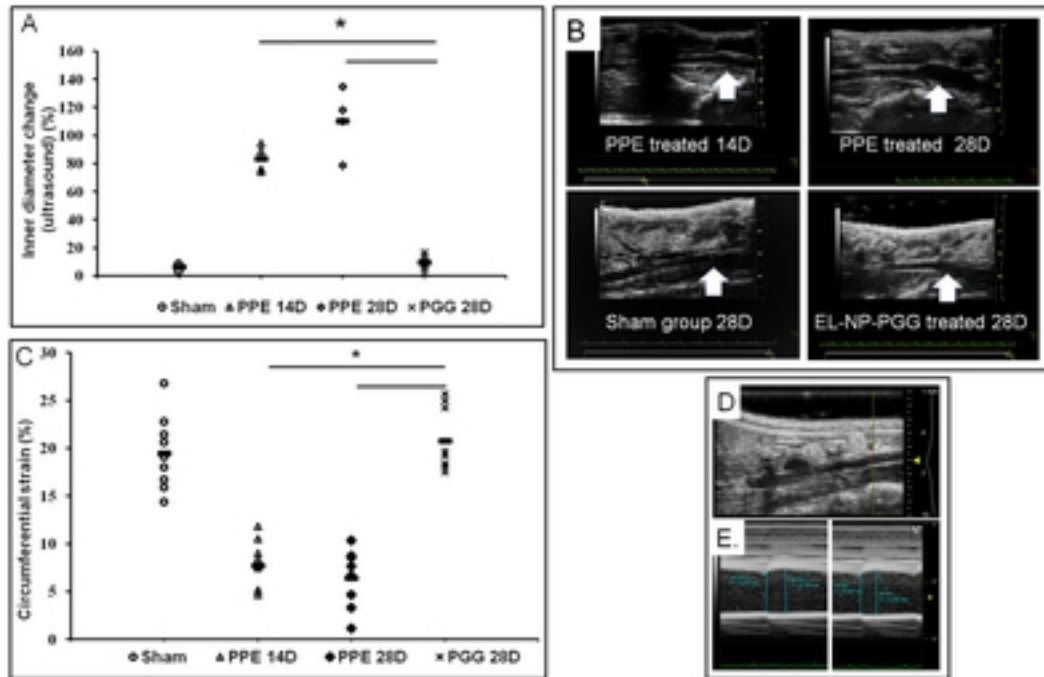 A
*
Inner diameter change
(ultrasound) (%)
160
140
120
100
80
60
40
20
0
Sham PPE 14D PPE 28D PGG 28D
B
PPE treated 14D
PPE treated 28D
Sham group 28D
EL-NP-PGG treated 28D
C
*
Circumferential strain (%)
30
25
20
15
10
5
0
Sham PPE 14D PPE 28D PGG 28D
D
E.